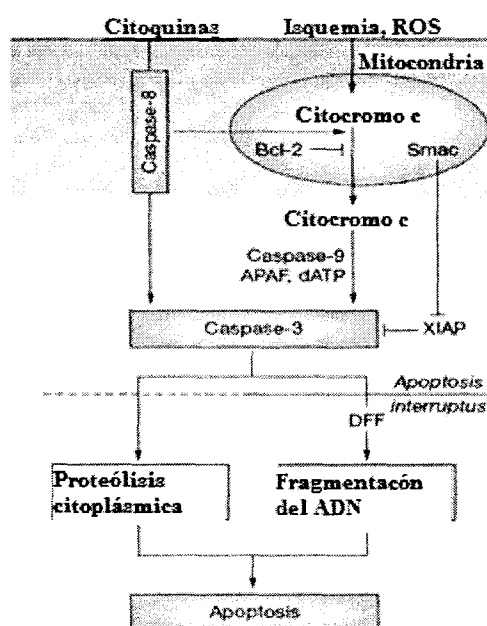 Citoquinas
Isquemia, ROS
Mitocondria
Caspase-8
Citocromo c
Bcl-2
Smac
Citocromo c
Caspase-9
APAF, dATP
Caspase-3
XIAP
Apoptosis
interruptus
DFF
Proteólisis
citoplásmica
Fragmentacón
del ADN
Apoptosis